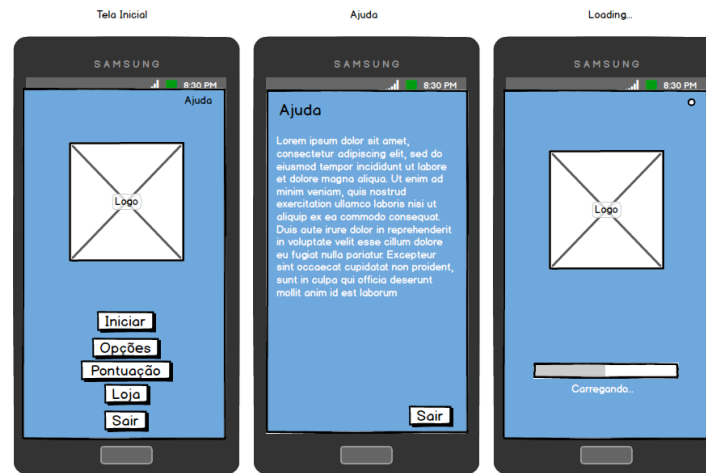 Tela Inicial
SAMSUNG
8:30 PM
Ajuda
Logo
Iniciar
Opções
Pontuação
Loja
Sair
Ajuda
SAMSUNG
8:30 PM
Ajuda
Lorem ipsum dolor sit amet,
consectetur adipiscing elit, sed do
eiusmod tempor incididunt ut labore
et dolore magna aliqua. Ut enim ad
minim veniam, quis nostrud
exercitation ullamco laboris nisi ut
aliquip ex ea commodo consequat.
Duis aute irure dolor in reprehenderit
in voluptate velit esse cillum dolore
eu fugiat nulla pariatur. Excepteur
sint occaecat cupidatat non proident,
sunt in culpa qui officia deserunt
mollit anim id est laborum
Sair
Loading...
SAMSUNG
8:30 PM
Logo
Carregando...